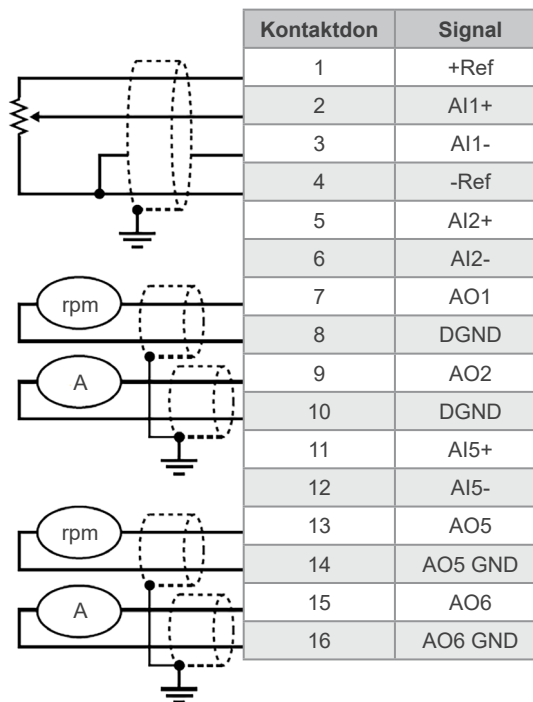 Kontaktdon Signal
1 +Ref
2 AI1+
3 AI1-
4 -Ref
5 AI2+
6 AI2-
rpm 7 AO1
8 DGND
A 9 AO2
10 DGND
11 AI5+
12 AI5-
rpm 13 AO5
14 AO5 GND
A 15 AO6
16 AO6 GND